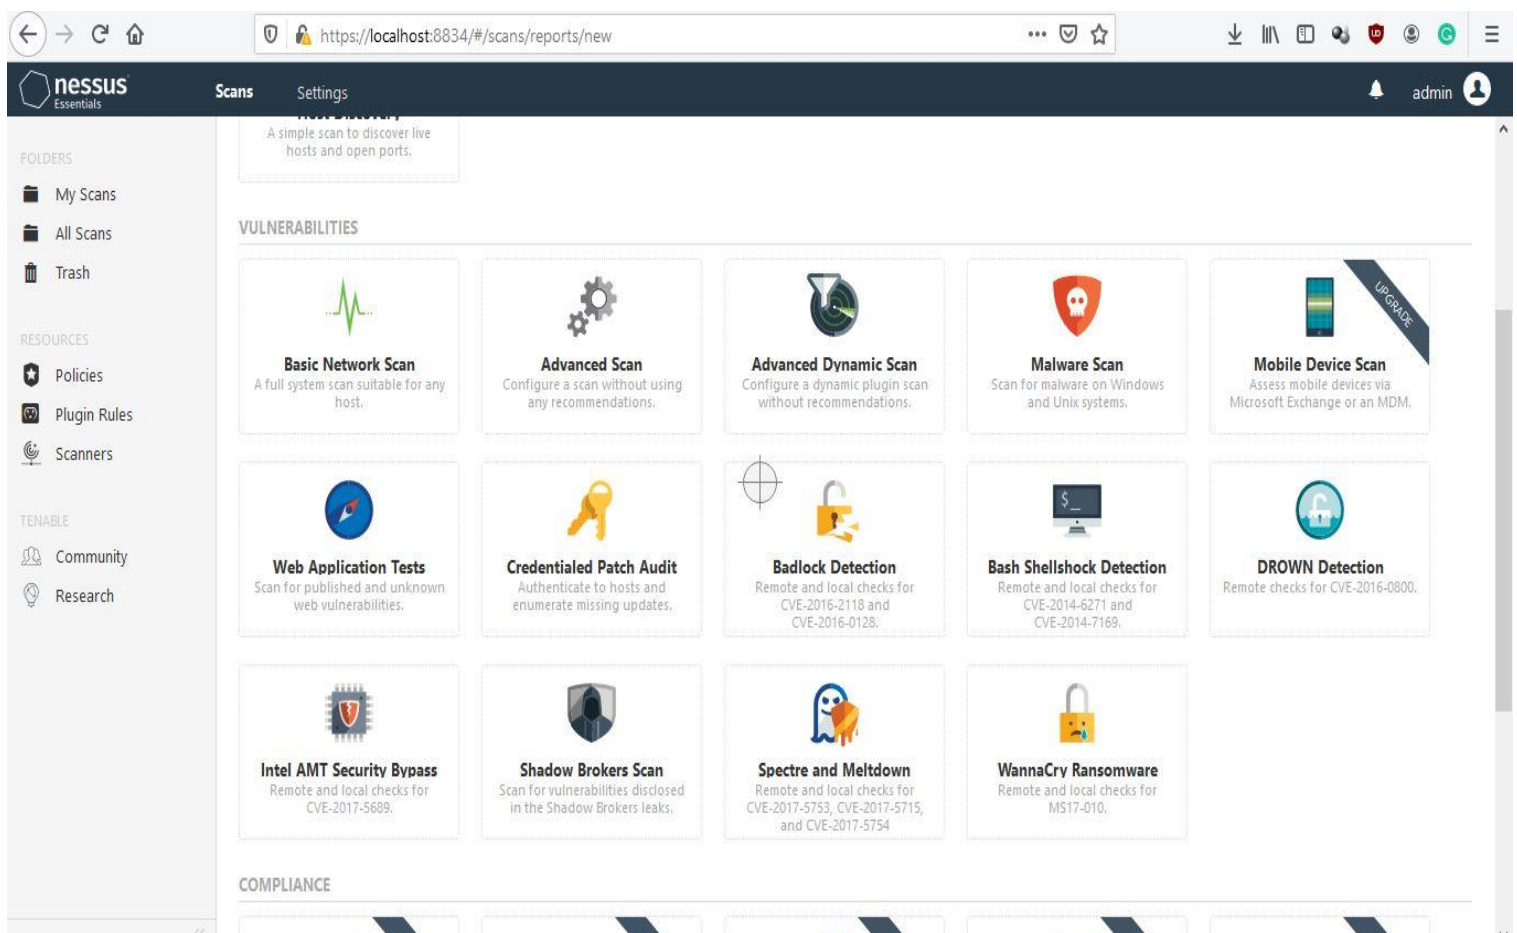 https://localhost:8834/#/scans/reports/new
nessus
Essentials
Scans
Settings
admin
FOLDERS
My Scans
All Scans
Trash
RESOURCES
Policies
Plugin Rules
Scanners
TENABLE
Community
Research
Host Discovery
A simple scan to discover live
hosts and open ports.
VULNERABILITIES
Basic Network Scan
A full system scan suitable for any
host.
Advanced Scan
Configure a scan without using
any recommendations.
Advanced Dynamic Scan
Configure a dynamic plugin scan
without recommendations.
Malware Scan
Scan for malware on Windows
and Unix systems.
UPGRADE
Mobile Device Scan
Assess mobile devices via
Microsoft Exchange or an MDM.
Web Application Tests
Scan for published and unknown
web vulnerabilities.
Credentialed Patch Audit
Authenticate to hosts and
enumerate missing updates.
Badlock Detection
Remote and local checks for
CVE-2016-2118 and
CVE-2016-0128.
$_
Bash Shellshock Detection
Remote and local checks for
CVE-2014-6271 and
CVE-2014-7169.
DROWN Detection
Remote checks for CVE-2016-0800.
Intel AMT Security Bypass
Remote and local checks for
CVE-2017-5689.
Shadow Brokers Scan
Scan for vulnerabilities disclosed
in the Shadow Brokers leaks.
Spectre and Meltdown
Remote and local checks for
CVE-2017-5753, CVE-2017-5715,
and CVE-2017-5754
WannaCry Ransomware
Remote and local checks for
MS17-010.
COMPLIANCE